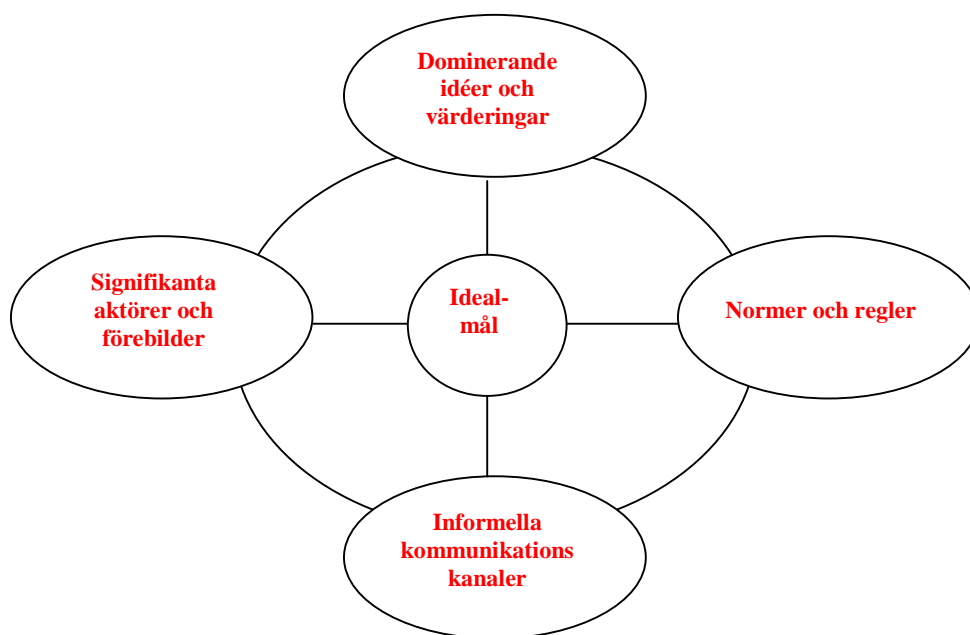 Dominerande
idéer och
värderingar
Signifikanta
aktörer och
förebilder
Ideal-
mål
Normer och regler
Informella
kommunikations
kanaler